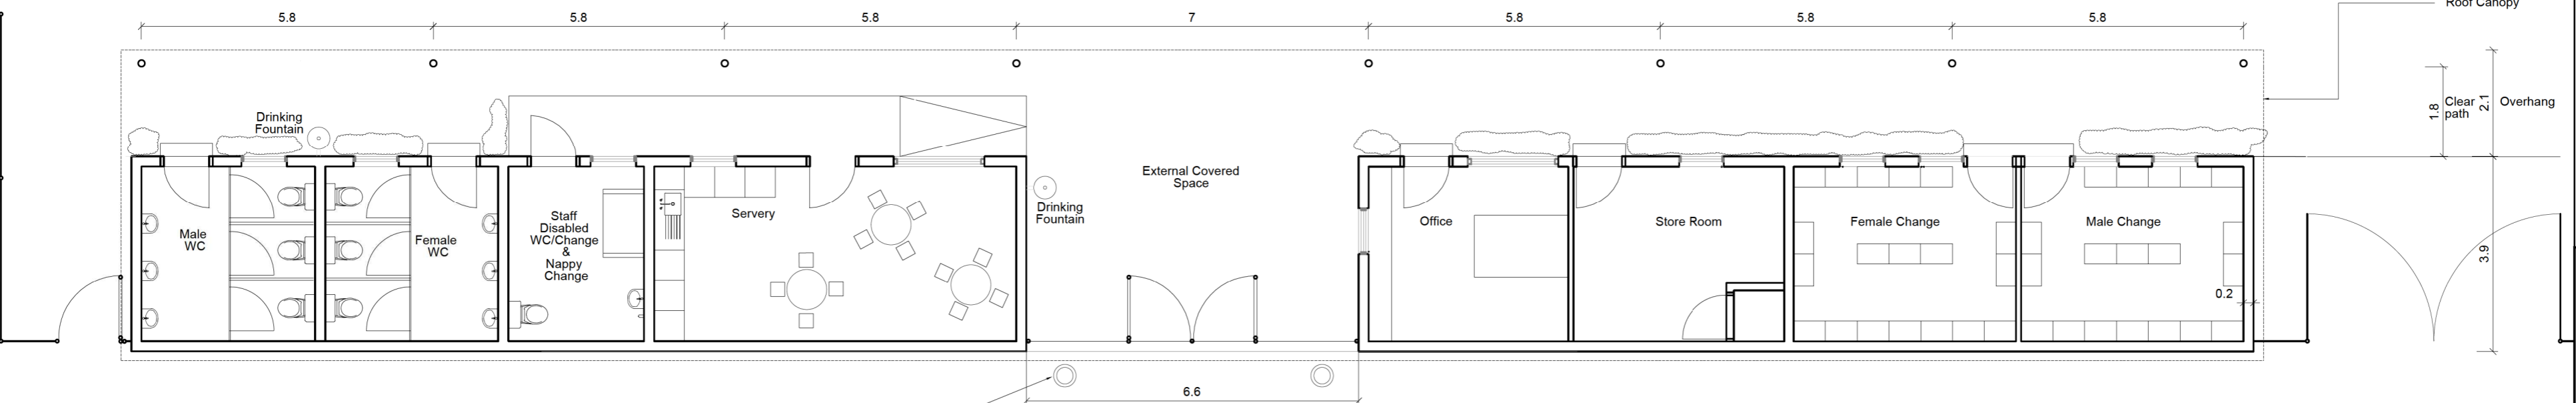 Roof Canopy
5.8
5.8
5.8
7
5.8
5.8
5.8
1.8
Clear
path
2.1
Overhang
Drinking
Fountain
External Covered
Space
Drinking
Fountain
Male
WC
Female
WC
Staff
Disabled
WC/Change
&
Nappy
Change
Servery
Office
Store Room
Female Change
Male Change
3.9
0.2
6.6